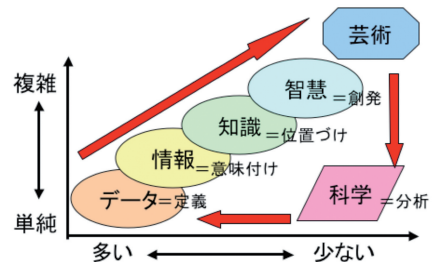 芸術
複雑
智慧=創発
知識=位置づけ
情報=意味付け
科学=分析
データ=定義
単純
多い
少ない